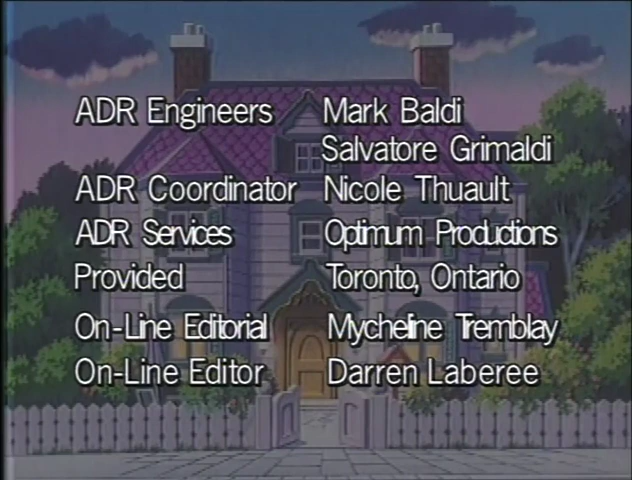 ADR Engineers Mark Baldi
Salvatore Grimaldi
ADR Coordinator Nicole Thuault
ADR Services Optimum Productions
Provided Toronto, Ontario
On-Line Editorial Mycheline Tremblay
On-Line Editor Darren Laberee